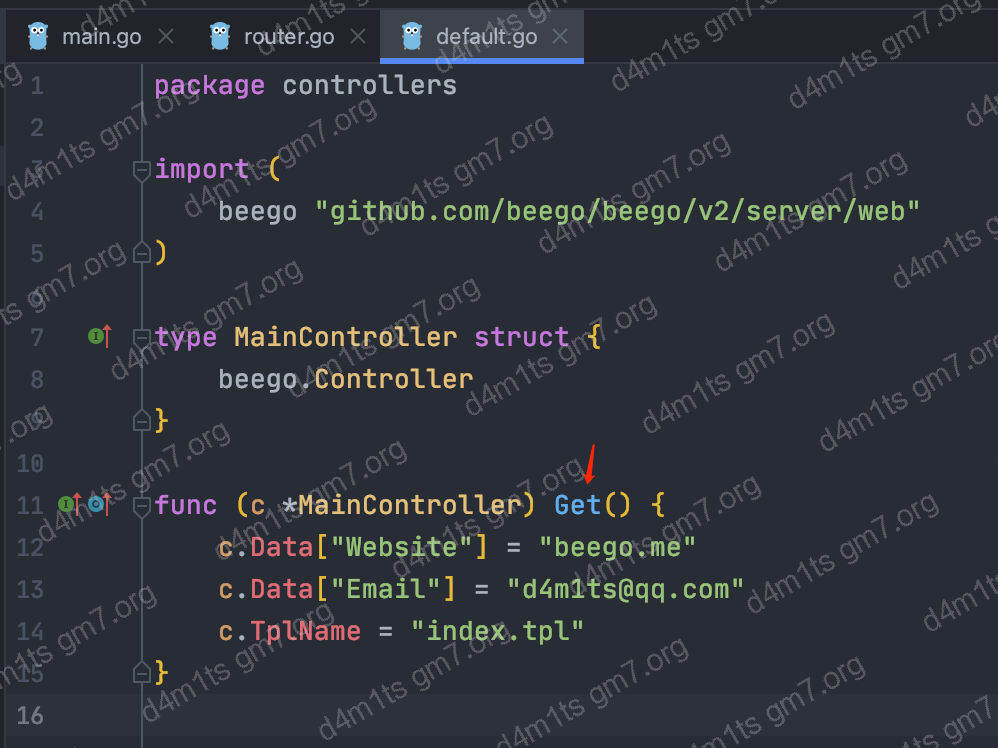 main.go router.go default.go
1 package controllers
2
3 import (
4 beego "github.com/beego/beego/v2/server/web"
5 )
6
7 type MainController struct {
8 beego.Controller
9 }
10
11 func (c *MainController) Get() {
12 c.Data["Website"] = "beego.me"
13 c.Data["Email"] = "d4m1ts@qq.com"
14 c.TplName = "index.tpl"
15 }
16
d4m1ts gm7.org